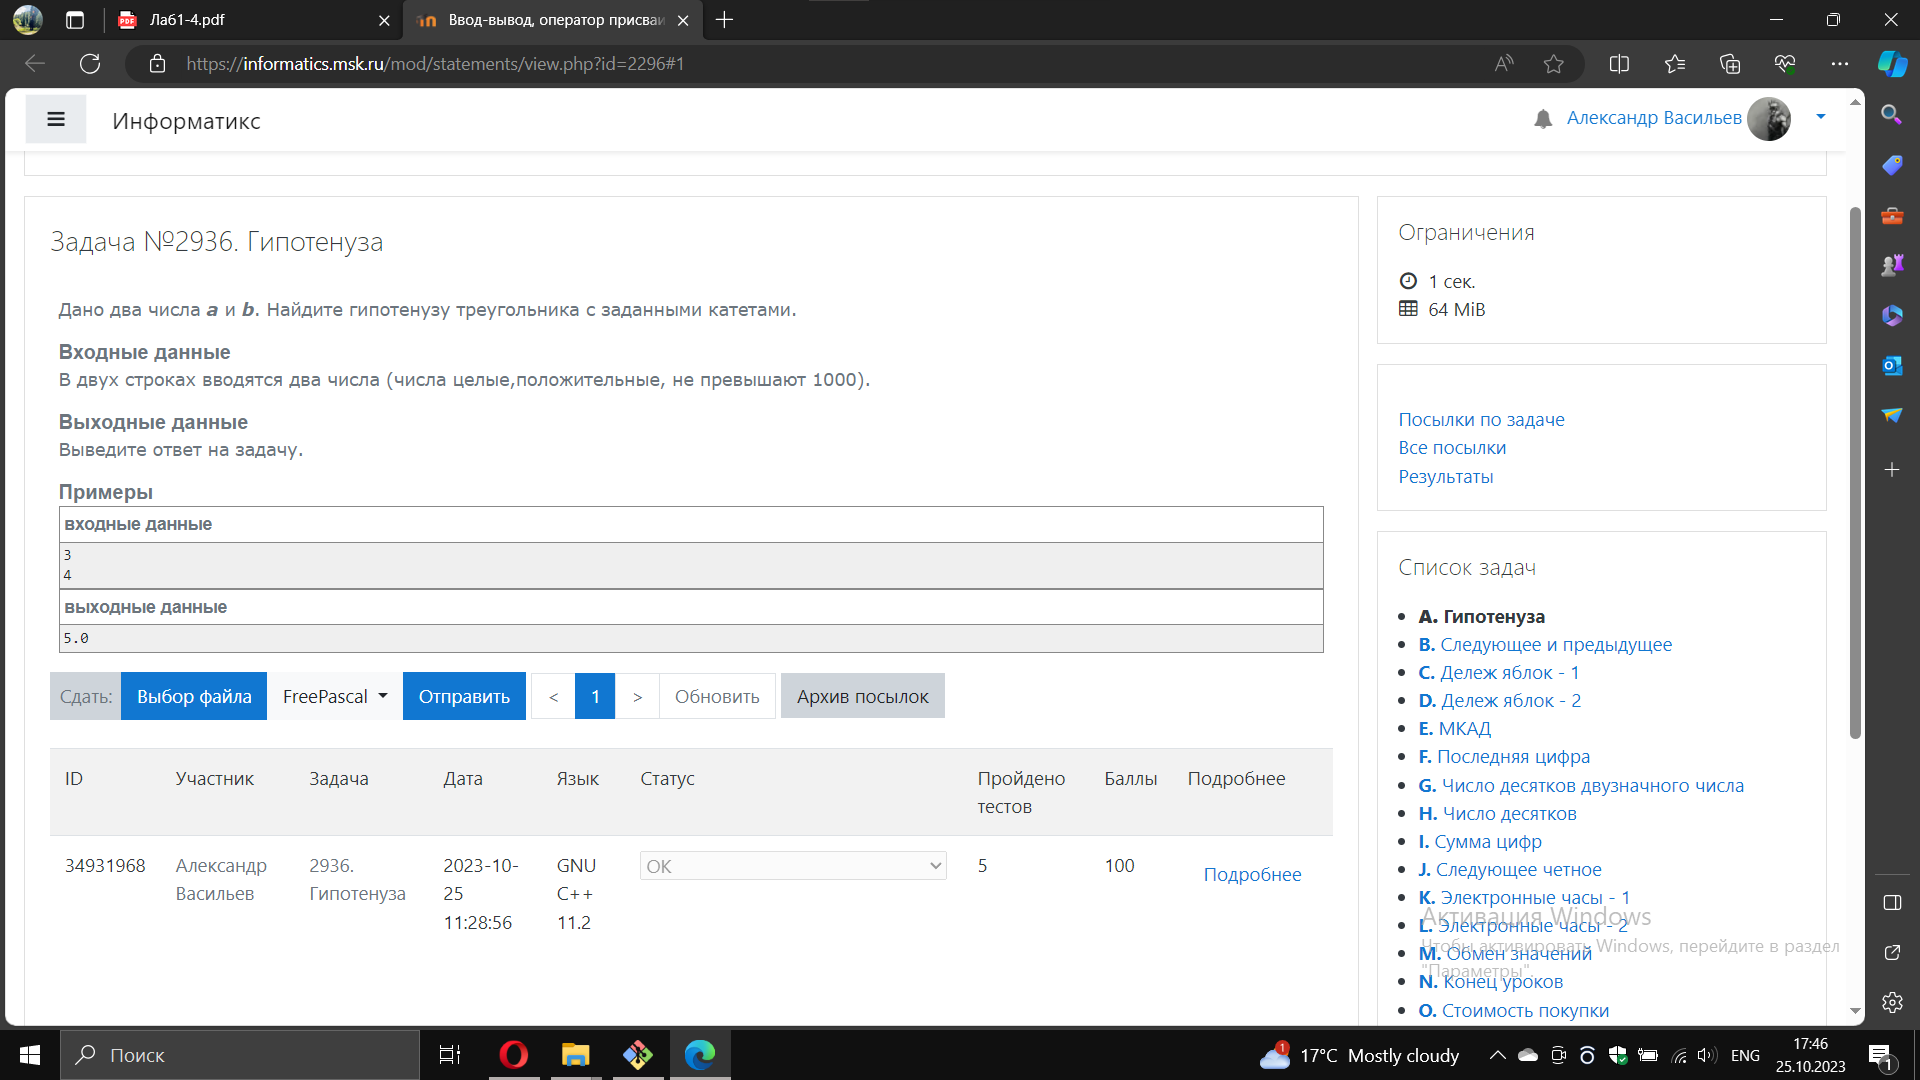 Ла61-4.pdf
Ввод-вывод, оператор присваи
https://informatics.msk.ru/mod/statements/view.php?id=2296#1
Информатикс
Александр Васильев
Задача №2936. Гипотенуза
Дано два числа a и b. Найдите гипотенузу треугольника с заданными катетами.
Входные данные
В двух строках вводятся два числа (числа целые,положительные, не превышают 1000).
Выходные данные
Выведите ответ на задачу.
Примеры
входные данные
3
4
выходные данные
5.0
Сдать: Выбор файла FreePascal Отправить < 1 > Обновить Архив посылок
ID Участник Задача Дата Язык Статус Пройдено тестов Баллы Подробнее
34931968 Александр Васильев 2936. Гипотенуза 2023-10-25 11:28:56 GNU C++ 11.2 OK 5 100 Подробнее
Ограничения
1 сек.
64 MiB
Посылки по задаче
Все посылки
Результаты
Список задач
A. Гипотенуза
B. Следующее и предыдущее
C. Дележ яблок - 1
D. Дележ яблок - 2
E. МКАД
F. Последняя цифра
G. Число десятков двузначного числа
H. Число десятков
I. Сумма цифр
J. Следующее четное
K. Электронные часы - 1
L. Электронные часы - 2
M. Обмен значений
N. Конец уроков
O. Стоимость покупки
Активация Windows
Чтобы активировать Windows, перейдите в раздел
"Параметры".
Поиск
1
17°C Mostly cloudy
ENG
17:46
25.10.2023
1